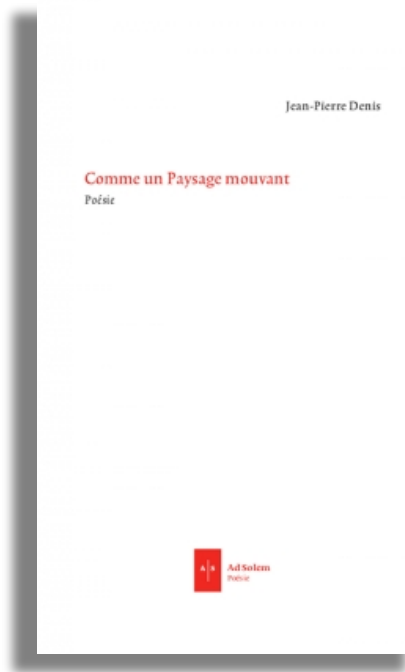 Jean-Pierre Denis
Comme un Paysage mouvant
Poésie
A | S
Ad Solem
Poésie